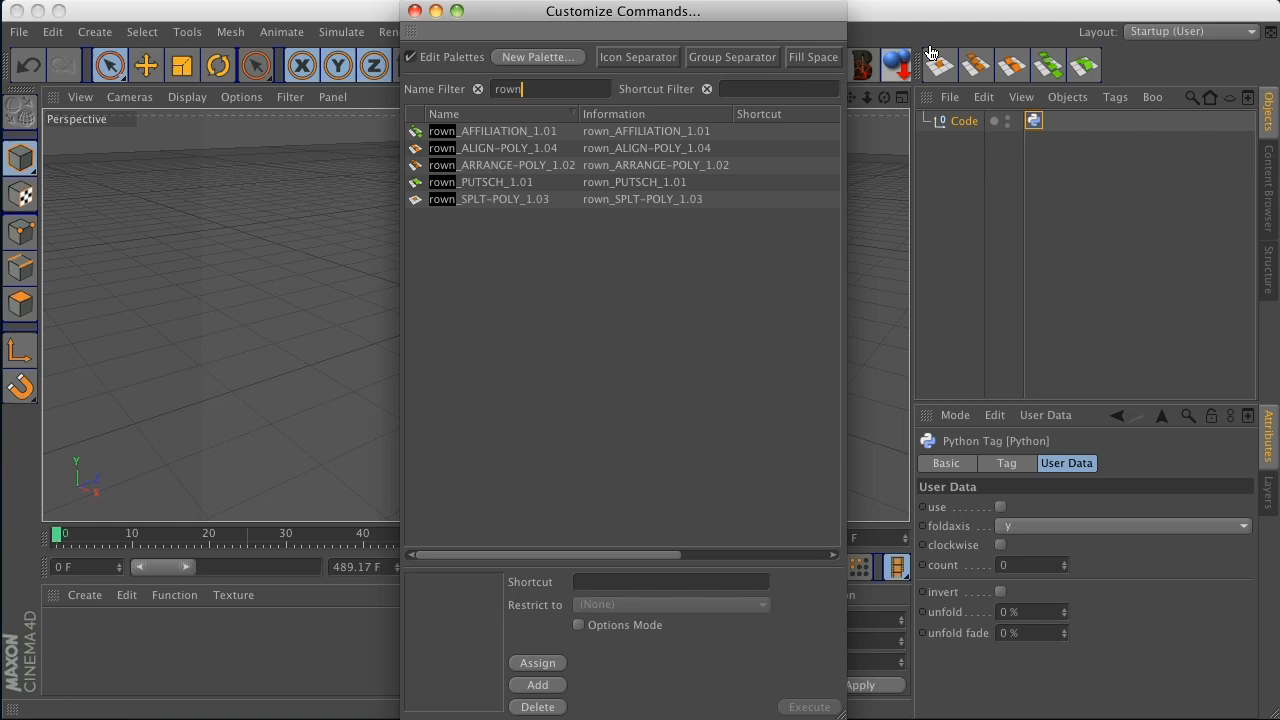 Customize Commands...
File Edit Create Select Tools Mesh Animate Simulate Ren
Layout: Startup (User)
Edit Palettes New Palette... Icon Separator Group Separator Fill Space
X Y Z
Name Filter rown Shortcut Filter
View Cameras Display Options Filter Panel
File Edit View Objects Tags Boo
Perspective
Name Information Shortcut
0 Code
rown_AFFILIATION_1.01 rown_AFFILIATION_1.01
rown_ALIGN-POLY_1.04 rown_ALIGN-POLY_1.04
rown_ARRANGE-POLY_1.02 rown_ARRANGE-POLY_1.02
rown_PUTSCH_1.01 rown_PUTSCH_1.01
rown_SPLT-POLY_1.03 rown_SPLT-POLY_1.03
Objects
Content Browser
Structure
Mode Edit User Data
Python Tag [Python]
Basic Tag User Data
User Data
use
foldaxis y
clockwise
count 0
invert
unfold 0 %
unfold fade 0 %
Attributes
Layers
Y
Z
X
0 10 20 30 40
F
0 F 489.17 F
Create Edit Function Texture
on
Shortcut
Restrict to (None)
Options Mode
Assign
Add
Delete
Execute
Apply
MAXON
CINEMA 4D